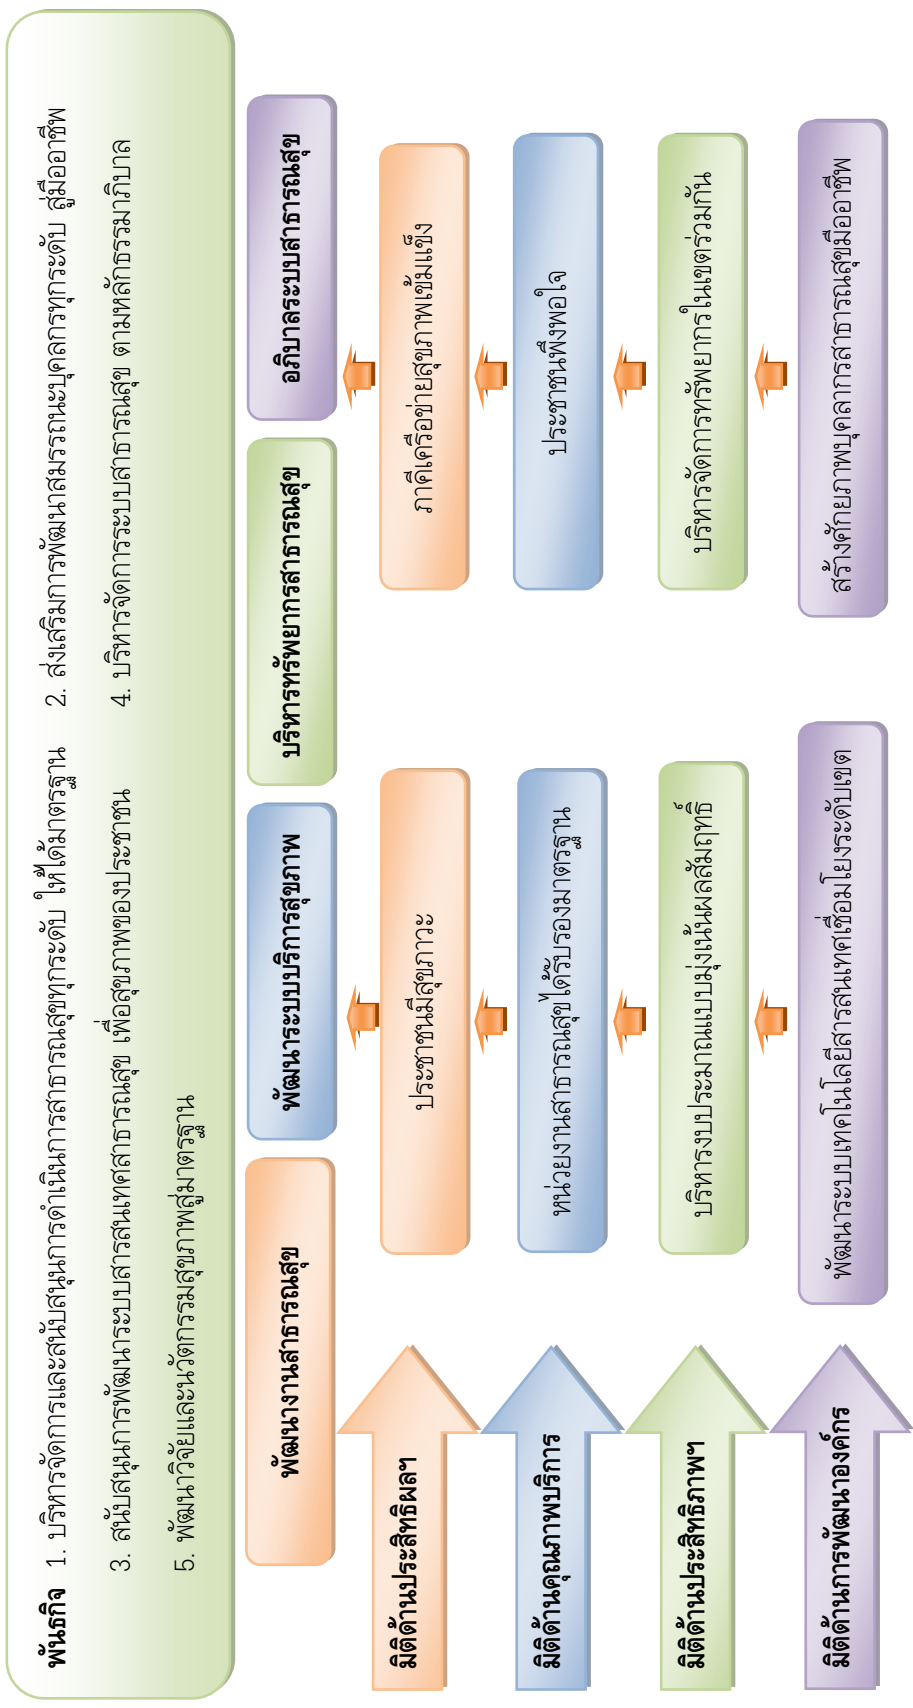 พันธกิจ 1. บริหารจัดการและสนับสนุนการดำเนินการสาธารณสุขทุกระดับ ให้ได้มาตรฐาน 2. ส่งเสริมการพัฒนาสมรรถนะบุคลกรทุกระดับ สู่มืออาชีพ
3. สนับสนุนการพัฒนาระบบสารสนเทศสาธารณสุข เพื่อสุขภาพของประชาชน 4. บริหารจัดการระบบสาธารณสุข ตามหลักธรรมาภิบาล
5. พัฒนาวิจัยและนวัตกรรมสุขภาพสู่มาตรฐาน
พัฒนางานสาธารณสุข พัฒนาระบบบริการสุขภาพ บริหารทรัพยากรสาธารณสุข อภิบาลระบบสาธารณสุข
มิติด้านประสิทธิผลฯ ประชาชนมีสุขภาวะ ภาคีเครือข่ายสุขภาพเข้มแข็ง
มิติด้านคุณภาพบริการ หน่วยงานสาธารณสุขได้รับรองมาตรฐาน ประชาชนพึงพอใจ
มิติด้านประสิทธิภาพฯ บริหารงบประมาณแบบมุ่งเน้นผลสัมฤทธิ์ บริหารจัดการทรัพยากรในเขตร่วมกัน
มิติด้านการพัฒนาองค์กร พัฒนาระบบเทคโนโลยีสารสนเทศเชื่อมโยงระดับเขต สร้างศักยภาพบุคลากรสาธารณสุขมืออาชีพ